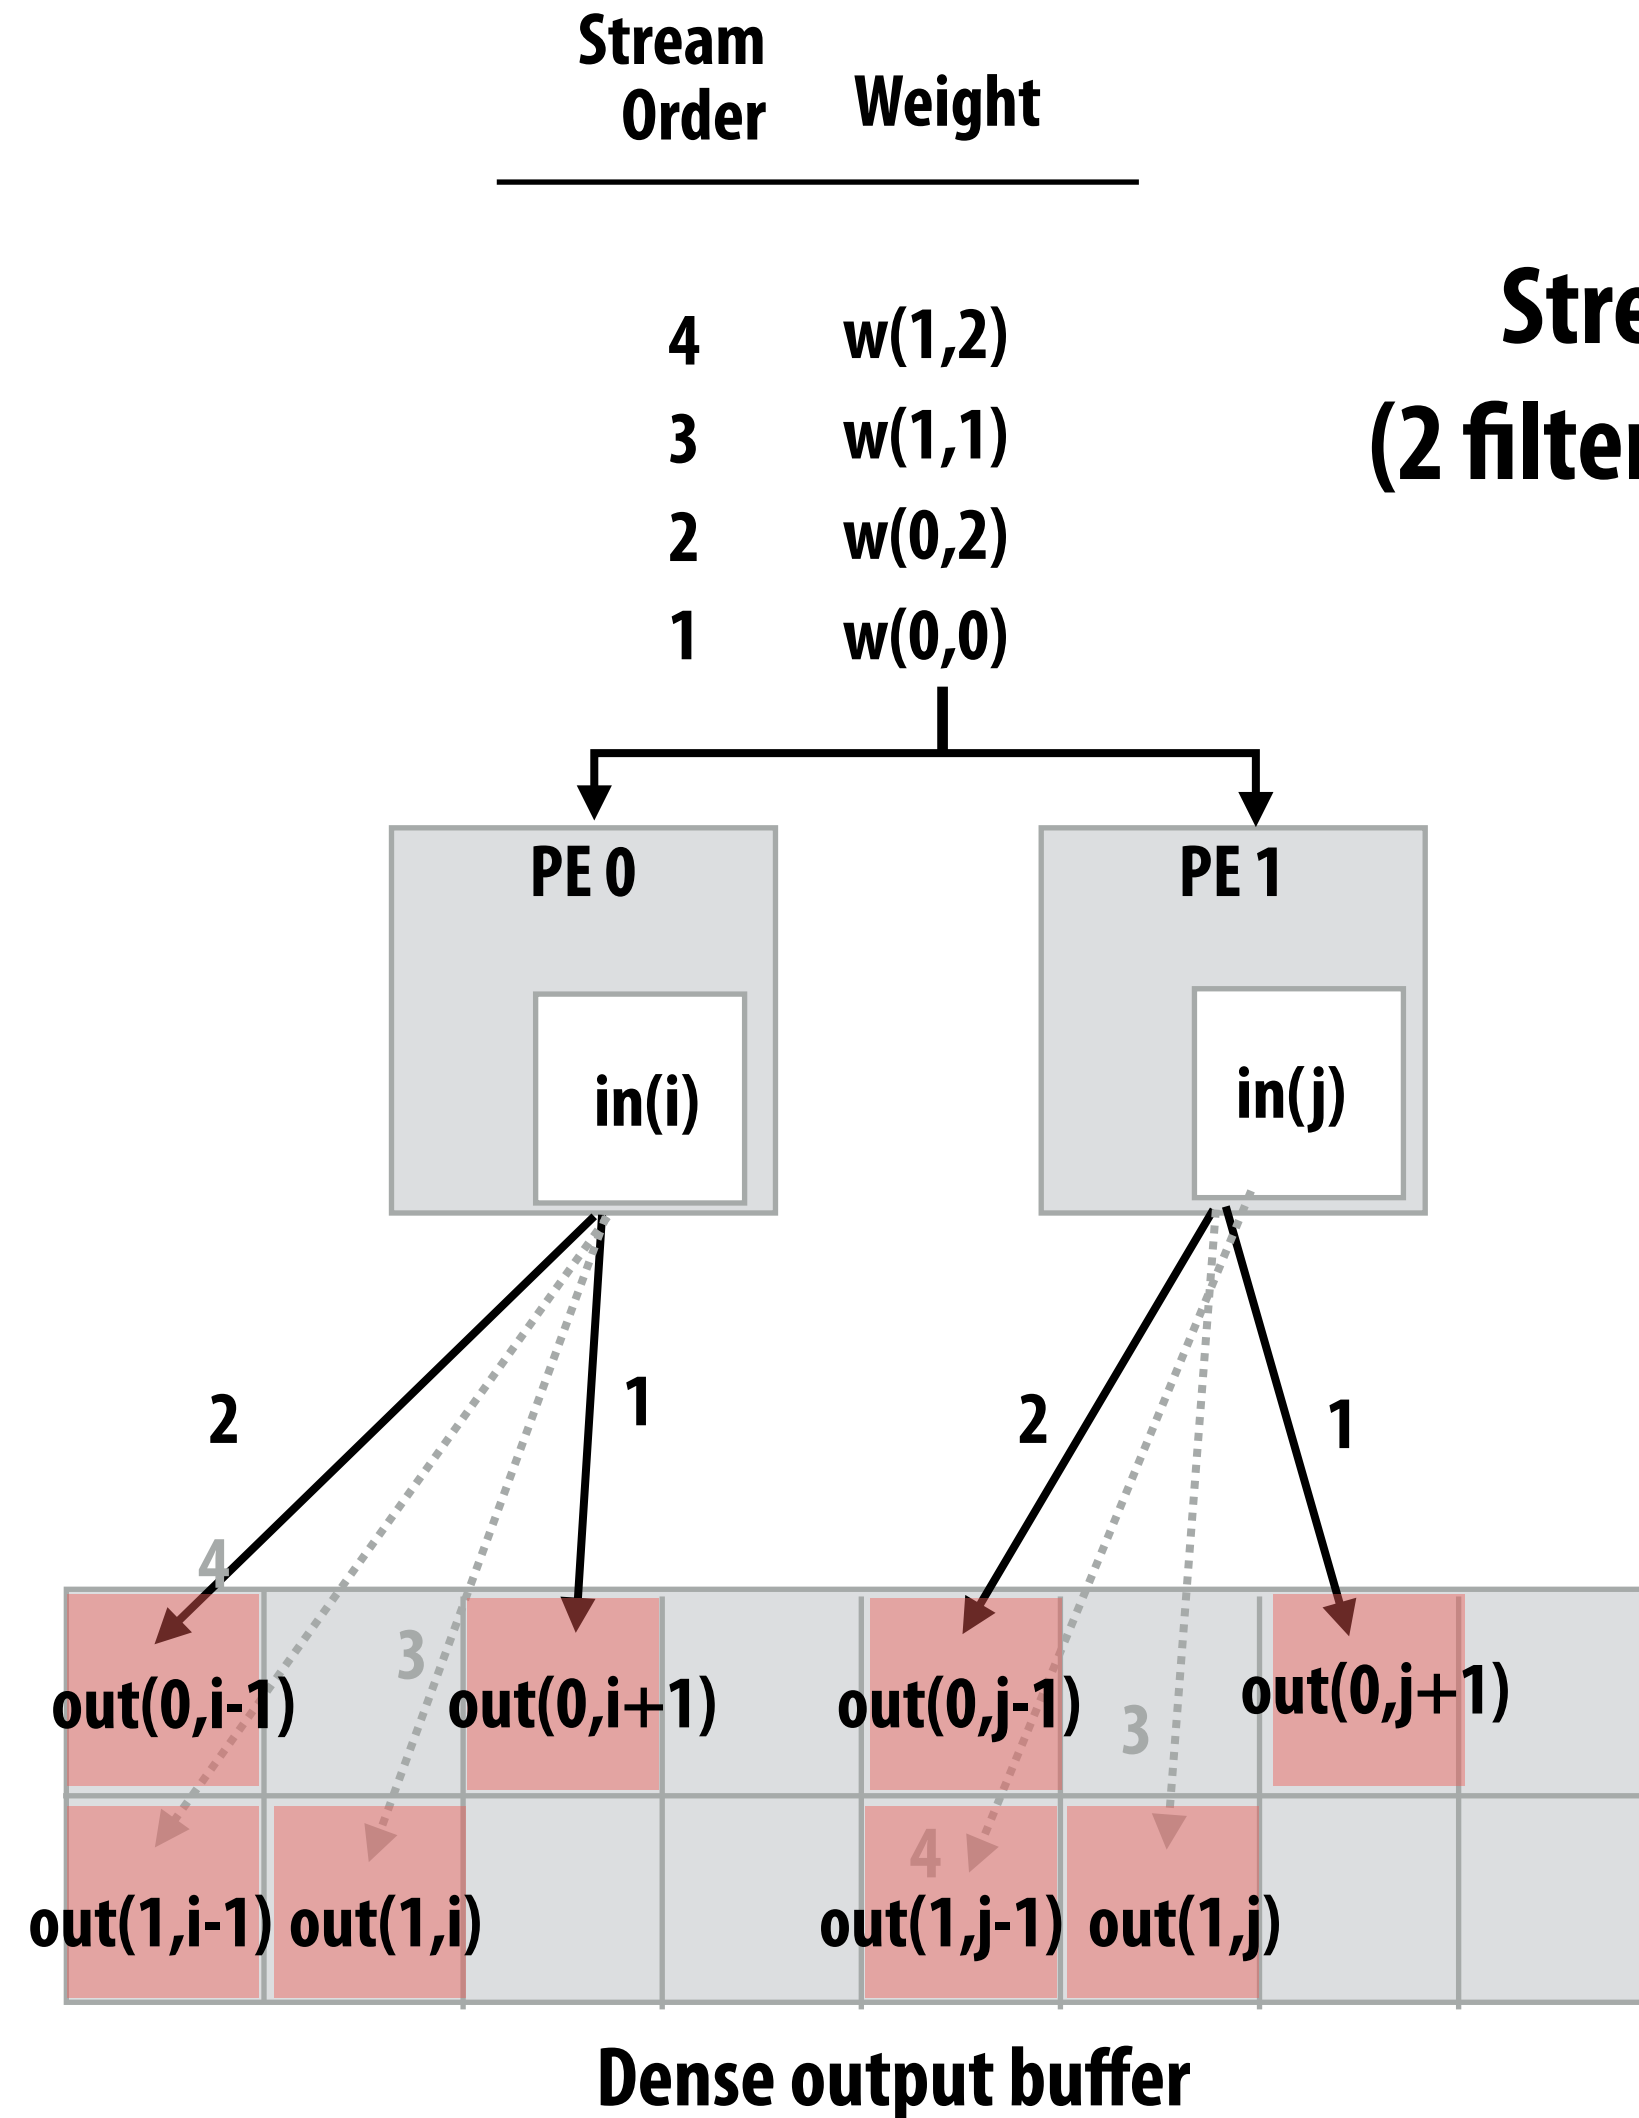 Stream
Order
Weight
4 w(1,2)
3 w(1,1)
2 w(0,2)
1 w(0,0)
(2
PE 0
PE 1
in(i)
in(j)
2
1
2
1
4
3
3
4
out(0,i-1)
out(0,i+1)
out(0,j-1)
out(0,j+1)
out(1,i-1)
out(1,i)
out(1,j-1)
out(1,j)
Dense output buffer